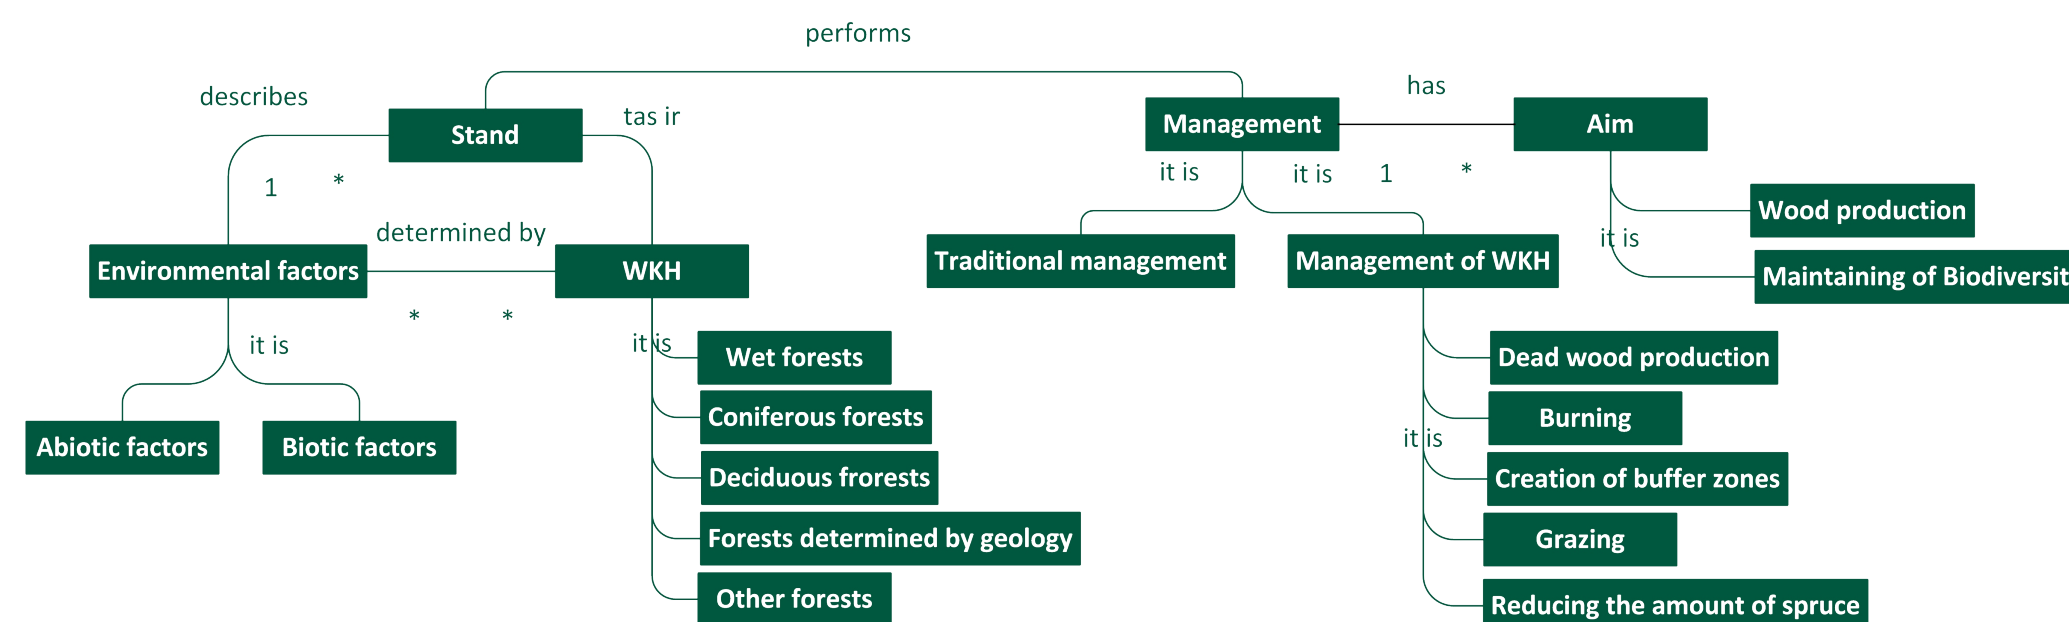 performs
describes
has
tas ir
Stand
Management
Aim
it is
it is
1
*
1
*
Wood production
determined by
it is
Environmental factors
WKH
Traditional management
Management of WKH
Maintaining of Biodiversit
*
*
it is
it is
Wet forests
Dead wood production
Coniferous forests
Burning
it is
Abiotic factors
Biotic factors
Deciduous frorests
Creation of buffer zones
Forests determined by geology
Grazing
Other forests
Reducing the amount of spruce